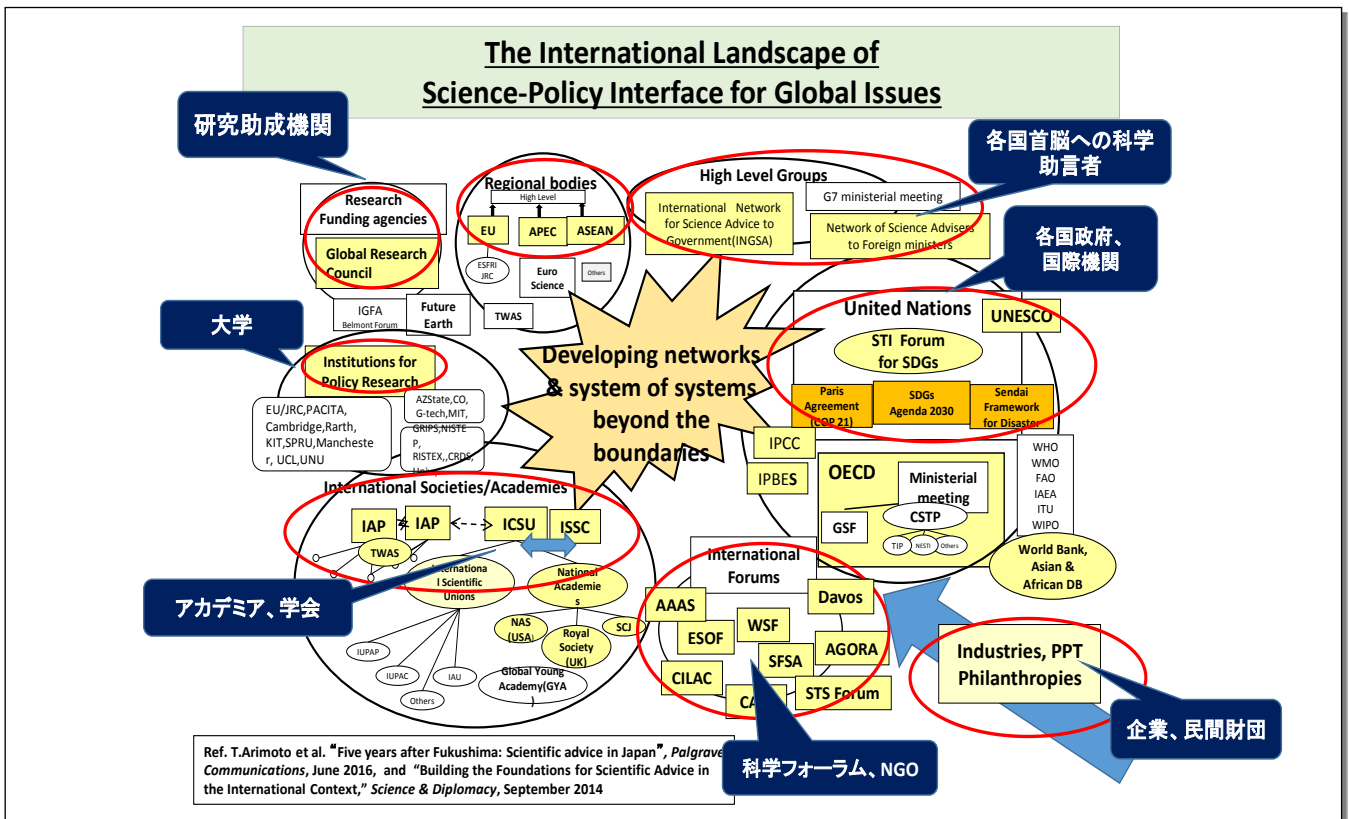 The International Landscape of
Science-Policy Interface for Global Issues
研究助成機関
各国首脳への科学
助言者
Research
Funding agencies
Global Research
Council
IGFA
Belmont Forum
Future
Earth
Regional bodies
High Level
EU
APEC
ASEAN
ESFRI
JRC
Euro
Science
Others
TWAS
High Level Groups
International Network
for Science Advice to
Government(INGSA)
G7 ministerial meeting
Network of Science Advisers
to Foreign ministers
各国政府、
国際機関
大学
Institutions for
Policy Research
EU/JRC,PACITA,
Cambridge,Rarth,
KIT,SPRU,Mancheste
r, UCL,UNU
AZState,CO,
G-tech,MIT,
GRIPS,NISTE
P,
RISTEX,,CRDS,
Developing networks
& system of systems
beyond the
boundaries
United Nations
UNESCO
STI Forum
for SDGs
Paris
Agreement
(COP 21)
SDGs
Agenda 2030
Sendai
Framework
for Disaster
IPCC
IPBES
OECD
Ministerial
meeting
CSTP
GSF
TIP
NESTI
Others
WHO
WMO
FAO
IAEA
ITU
WIPO
World Bank,
Asian &
African DB
International Societies/Academies
IAP
IAP
ICSU
ISSC
TWAS
Internationa
l Scientific
Unions
National
Academie
s
NAS
(USA)
Royal
Society
(UK)
SCJ
IUPAP
IUPAC
IAU
Others
Global Young
Academy(GYA
)
アカデミア、学会
International
Forums
AAAS
Davos
ESOF
WSF
AGORA
SFSA
CILAC
STS Forum
Industries, PPT
Philanthropies
企業、民間財団
科学フォーラム、NGO
Ref. T.Arimoto et al. “Five years after Fukushima: Scientific advice in Japan”, Palgrave
Communications, June 2016, and “Building the Foundations for Scientific Advice in
the International Context,” Science & Diplomacy, September 2014